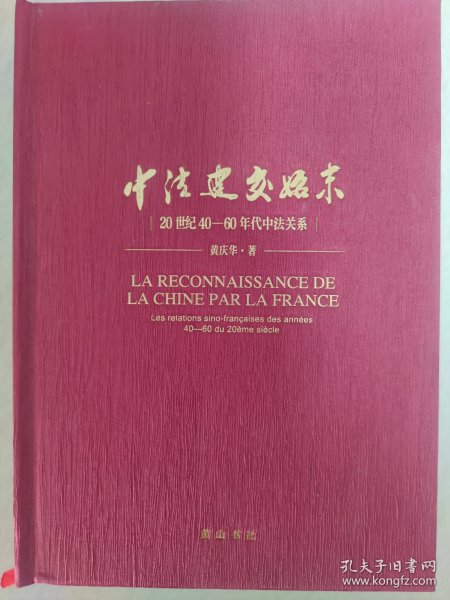 中法建交始末
20世纪40—60年代中法关系
黄庆华·著
LA RECONNAISSANCE DE
LA CHINE PAR LA FRANCE
Les relations sino-françaises des années
40—60 du 20ème siècle
黄山书社
孔夫子旧书网
www.kongfz.com